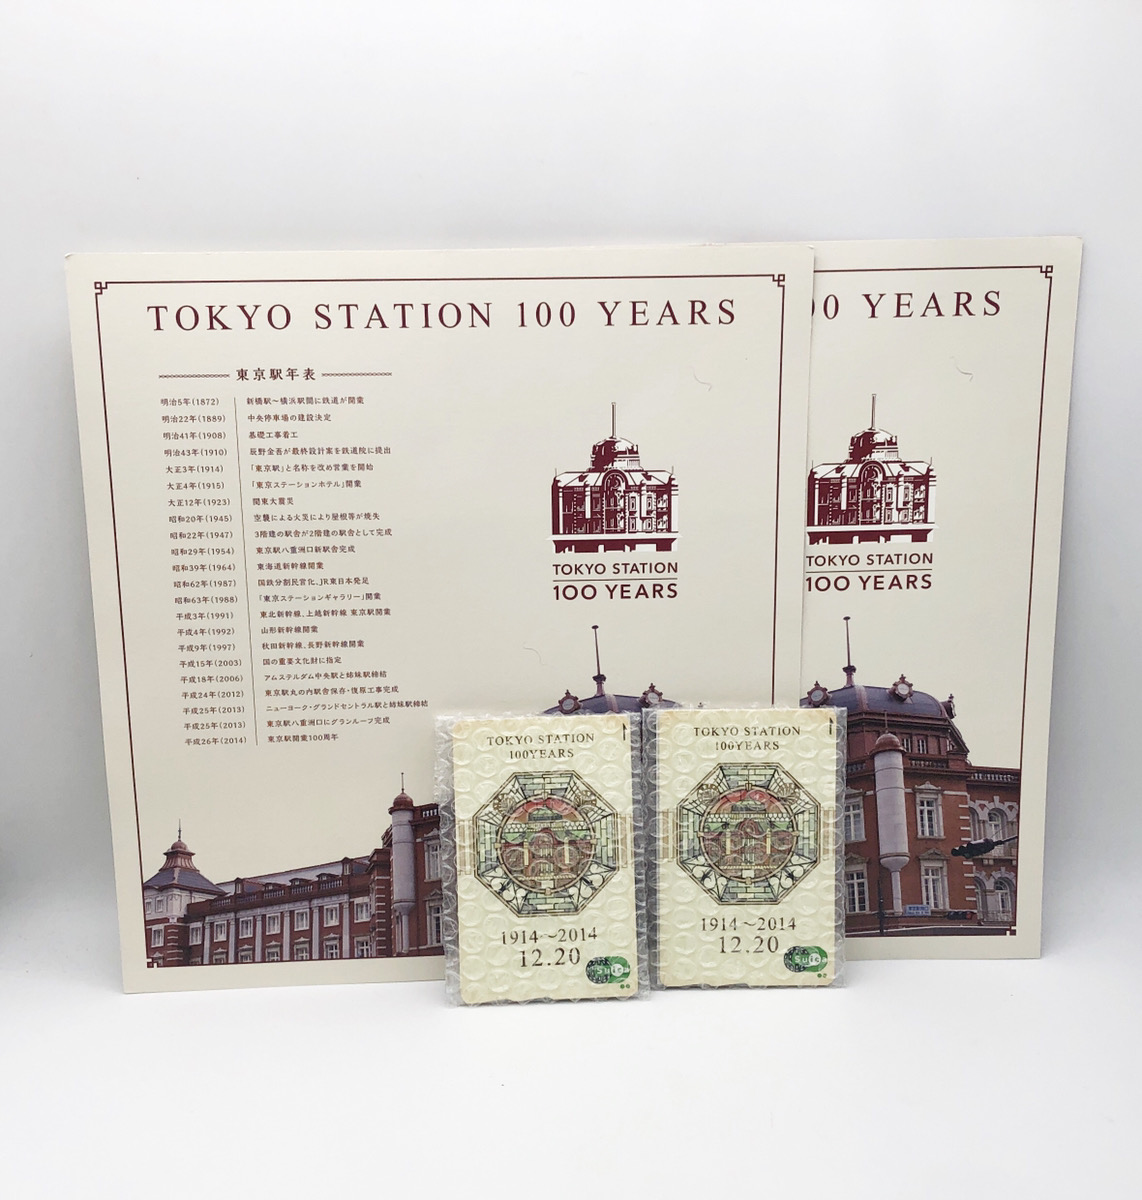 TOKYO STATION 100 YEARS
東京駅年表
明治5年(1872) 新橋駅〜横浜駅間に鉄道が開業
明治22年(1889) 中央停車場の建設決定
明治41年(1908) 基礎工事着工
明治43年(1910) 辰野金吾が最終設計案を鉄道院に提出
大正3年(1914) 「東京駅」と名称を改め営業を開始
大正4年(1915) 「東京ステーションホテル」開業
大正12年(1923) 関東大震災
昭和20年(1945) 空襲による火災により屋根等が焼失
昭和22年(1947) 3階建の駅舎が2階建の駅舎として完成
昭和29年(1954) 東京駅八重洲口新駅舎完成
昭和39年(1964) 東海道新幹線開業
昭和62年(1987) 国鉄分割民営化、JR東日本発足
昭和63年(1988) 「東京ステーションギャラリー」開業
平成3年(1991) 東北新幹線、上越新幹線 東京駅開業
平成4年(1992) 山形新幹線開業
平成9年(1997) 秋田新幹線、長野新幹線開業
平成15年(2003) 国の重要文化財に指定
平成18年(2006) アムステルダム中央駅と姉妹駅締結
平成24年(2012) 東京駅丸の内駅舎保存・復原工事完成
平成25年(2013) ニューヨーク・グランドセントラル駅と姉妹駅締結
平成25年(2013) 東京駅八重洲口にグランルーフ完成
平成26年(2014) 東京駅開業100周年
TOKYO STATION
100 YEARS
00 YEARS
TOKYO STATION
100 YEARS
TOKYO STATION
100YEARS
1914〜2014
12.20
Suica
TOKYO STATION
100YEARS
1914〜2014
12.20
Suica